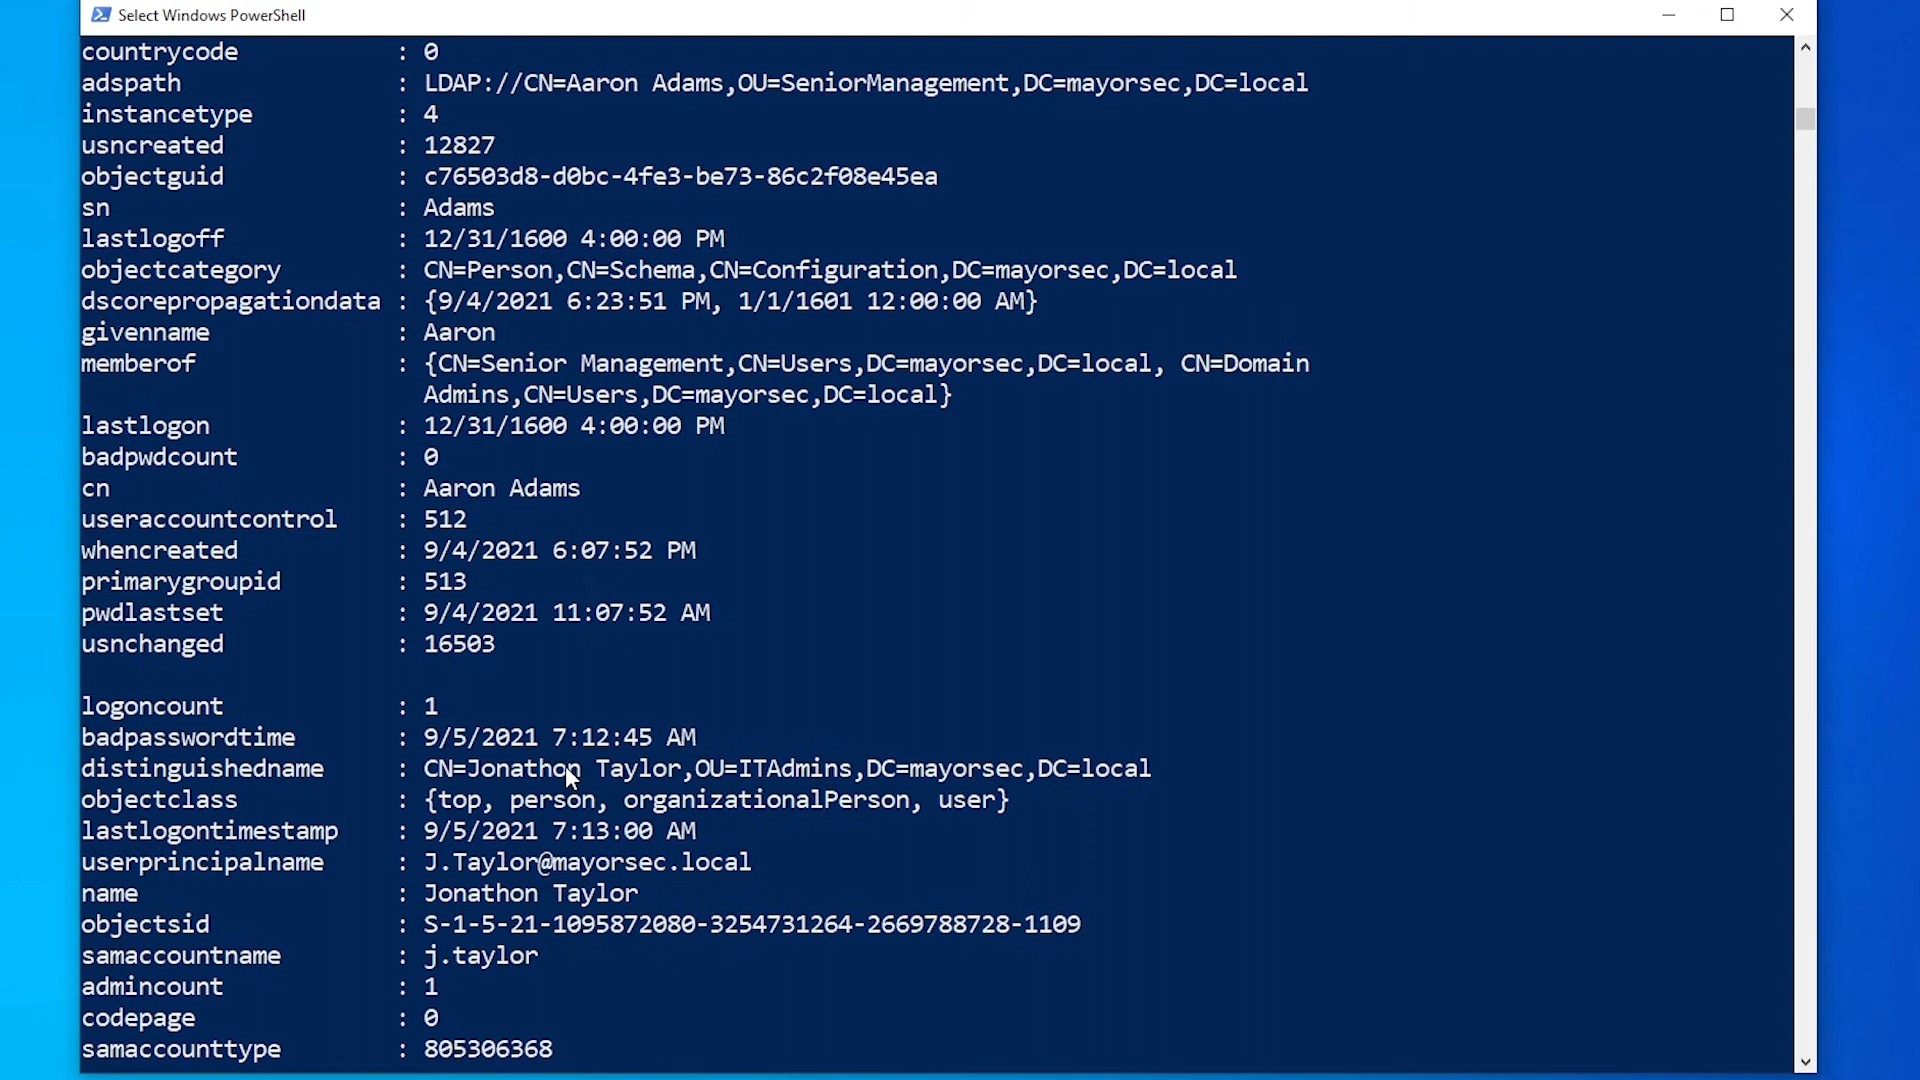 Select Windows PowerShell
countrycode : 0
adspath : LDAP://CN=Aaron Adams,OU=SeniorManagement,DC=mayorsec,DC=local
instancetype : 4
usncreated : 12827
objectguid : c76503d8-d0bc-4fe3-be73-86c2f08e45ea
sn : Adams
lastlogoff : 12/31/1600 4:00:00 PM
objectcategory : CN=Person,CN=Schema,CN=Configuration,DC=mayorsec,DC=local
dscorepropagationdata : {9/4/2021 6:23:51 PM, 1/1/1601 12:00:00 AM}
givenname : Aaron
memberof : {CN=Senior Management,CN=Users,DC=mayorsec,DC=local, CN=Domain
Admins,CN=Users,DC=mayorsec,DC=local}
lastlogon : 12/31/1600 4:00:00 PM
badpwdcount : 0
cn : Aaron Adams
useraccountcontrol : 512
whencreated : 9/4/2021 6:07:52 PM
primarygroupid : 513
pwdlastset : 9/4/2021 11:07:52 AM
usnchanged : 16503
logoncount : 1
badpasswordtime : 9/5/2021 7:12:45 AM
distinguishedname : CN=Jonathon Taylor,OU=ITAdmins,DC=mayorsec,DC=local
objectclass : {top, person, organizationalPerson, user}
lastlogontimestamp : 9/5/2021 7:13:00 AM
userprincipalname : J.Taylor@mayorsec.local
name : Jonathon Taylor
objectsid : S-1-5-21-1095872080-3254731264-2669788728-1109
samaccountname : j.taylor
admincount : 1
codepage : 0
samaccounttype : 805306368